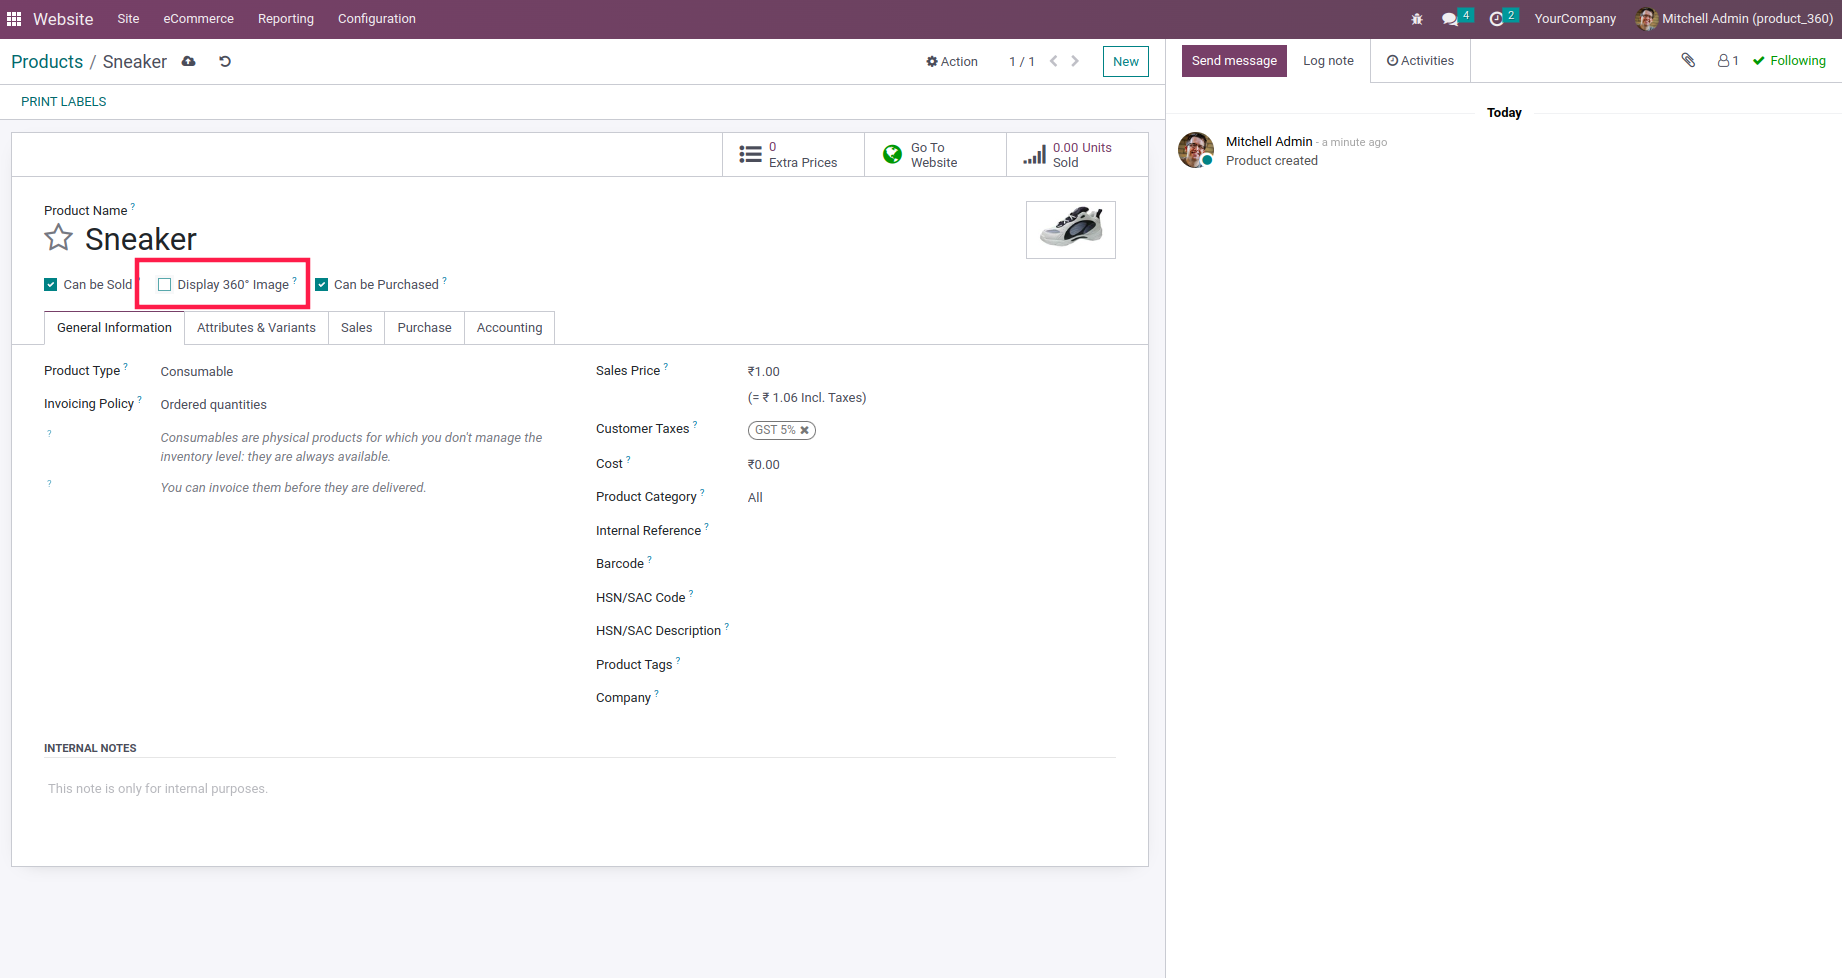 Website Site eCommerce Reporting Configuration 4 2 YourCompany Mitchell Admin (product_360)
Products / Sneaker Action 1 / 1 New
PRINT LABELS
0
Extra Prices
Go To
Website
0.00 Units
Sold
Product Name ?
Sneaker
Can be Sold Display 360° Image ? Can be Purchased ?
General Information Attributes & Variants Sales Purchase Accounting
Product Type ? Consumable
Invoicing Policy ? Ordered quantities
? Consumables are physical products for which you don't manage the
inventory level: they are always available.
? You can invoice them before they are delivered.
Sales Price ? ₹1.00
(= ₹ 1.06 Incl. Taxes)
Customer Taxes ? GST 5% ✖
Cost ? ₹0.00
Product Category ? All
Internal Reference ?
Barcode ?
HSN/SAC Code ?
HSN/SAC Description ?
Product Tags ?
Company ?
INTERNAL NOTES
This note is only for internal purposes.
Send message Log note Activities 1 Following
Today
Mitchell Admin - a minute ago
Product created